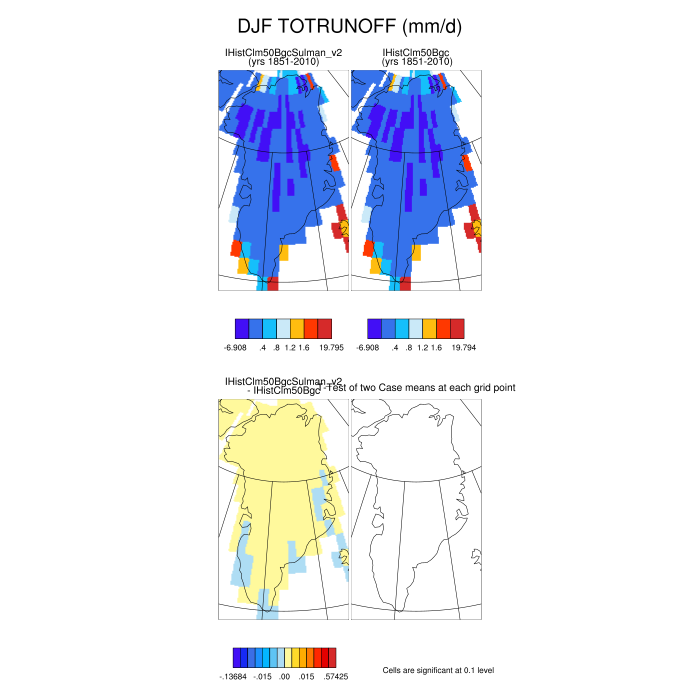 DJF TOTRUNOFF (mm/d)
IHistClm50BgcSulman_v2
(yrs 1851-2010)
IHistClm50Bgc
(yrs 1851-2010)
-6.908 .4 .8 1.2 1.6 19.795
-6.908 .4 .8 1.2 1.6 19.794
IHistClm50BgcSulman_v2
- IHistClm50Bgc
T-Test of two Case means at each grid point
-.13684 -.015 .00 .015 .57425
Cells are significant at 0.1 level